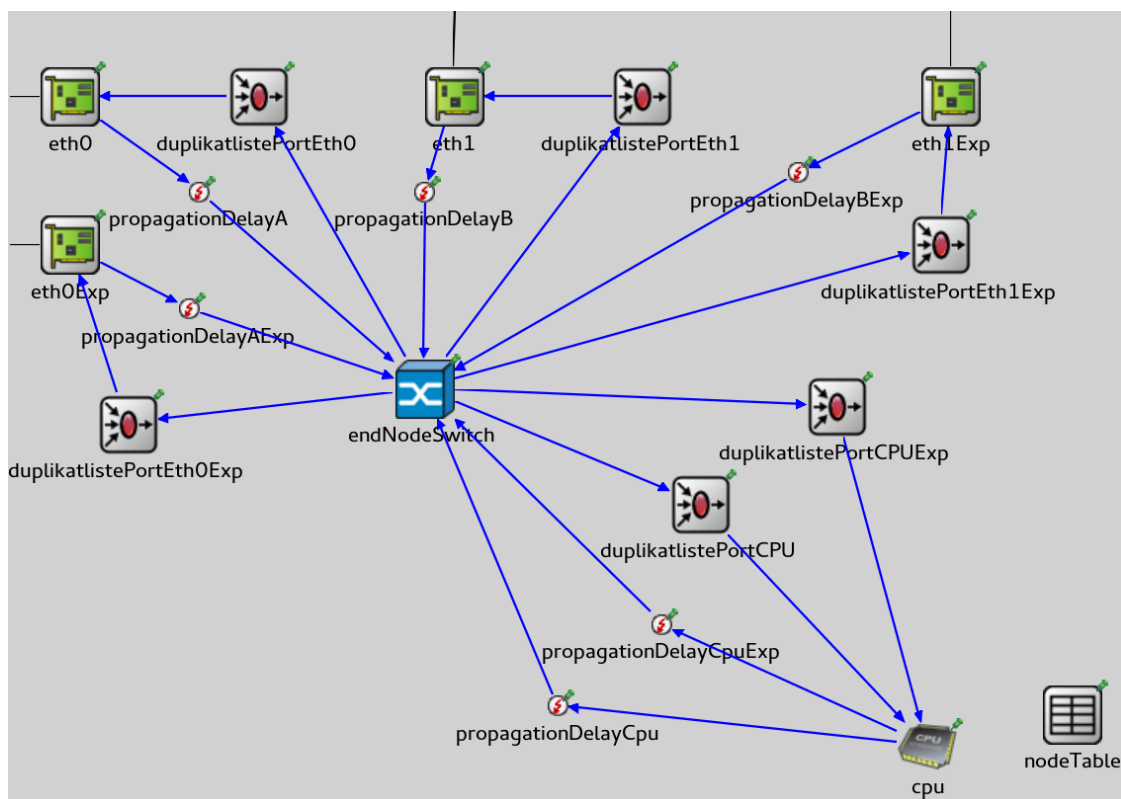 eth0
duplikatlistePortEth0
eth1
duplikatlistePortEth1
eth1Exp
propagationDelayA
propagationDelayB
propagationDelayBExp
eth0Exp
duplikatlistePortEth1Exp
propagationDelayAExp
endNodeSwitch
duplikatlistePortEth0Exp
duplikatlistePortCPUExp
duplikatlistePortCPU
propagationDelayCpuExp
propagationDelayCpu
CPU
cpu
nodeTable